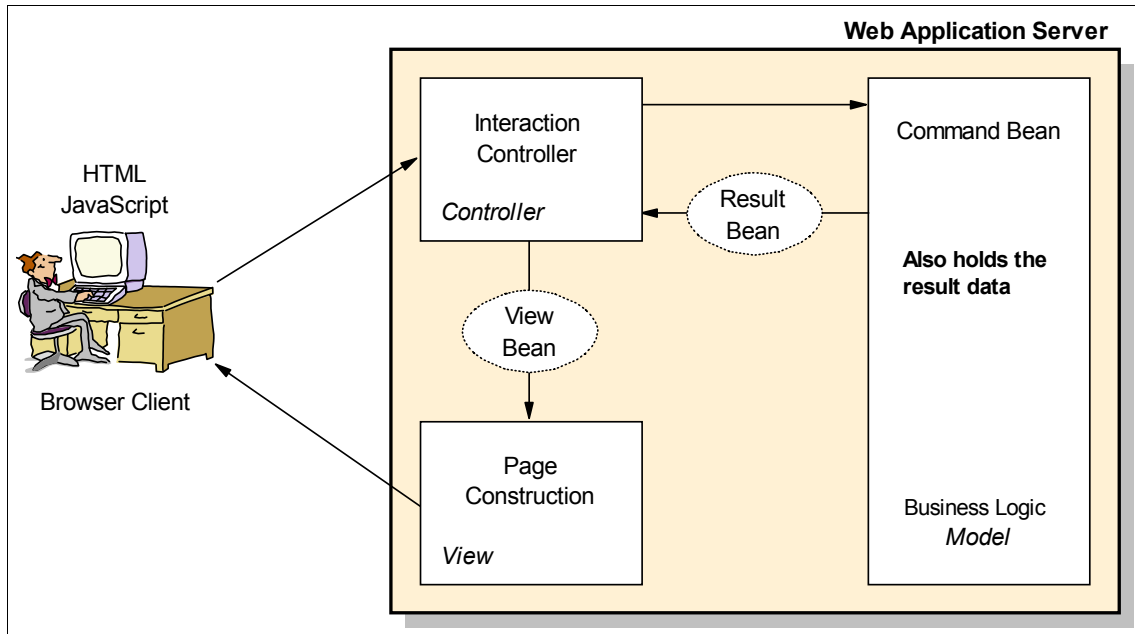 Web Application Server
HTML
JavaScript
Browser Client
Interaction
Controller
Controller
View
Bean
Page
Construction
View
Result
Bean
Command Bean
Also holds the
result data
Business Logic
Model